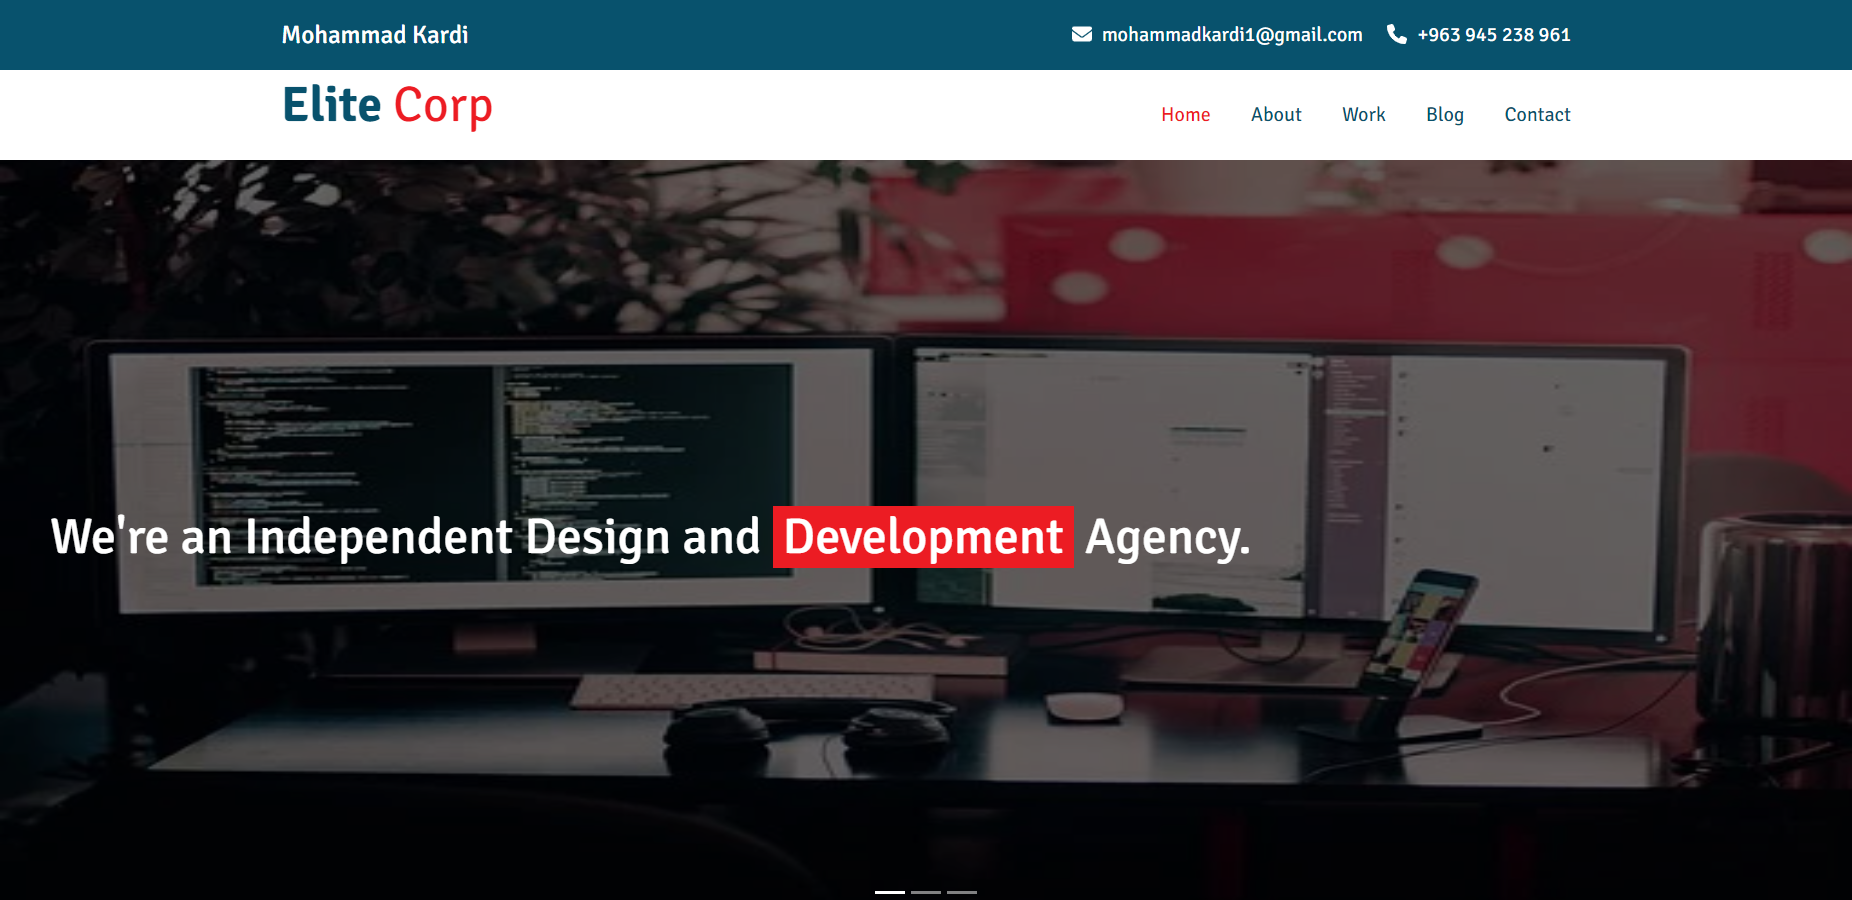 Mohammad Kardi
mohammadkardi1@gmail.com +963 945 238 961
Elite Corp
Home About Work Blog Contact
We're an Independent Design and Development Agency.